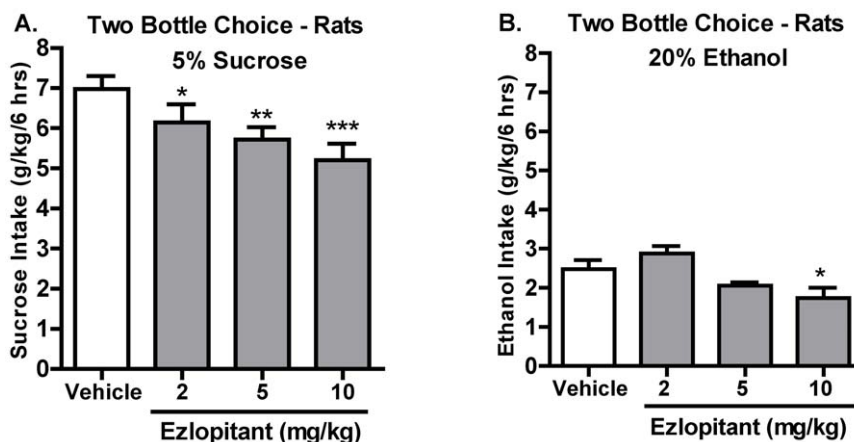 A.
Two Bottle Choice - Rats
5% Sucrose
Sucrose Intake (g/kg/6 hrs)
8
7
6
5
4
3
2
1
0
*
**
***
Vehicle
2
5
10
Ezlopitant (mg/kg)
B.
Two Bottle Choice - Rats
20% Ethanol
Ethanol Intake (g/kg/6 hrs)
8
7
6
5
4
3
2
1
0
*
Vehicle
2
5
10
Ezlopitant (mg/kg)